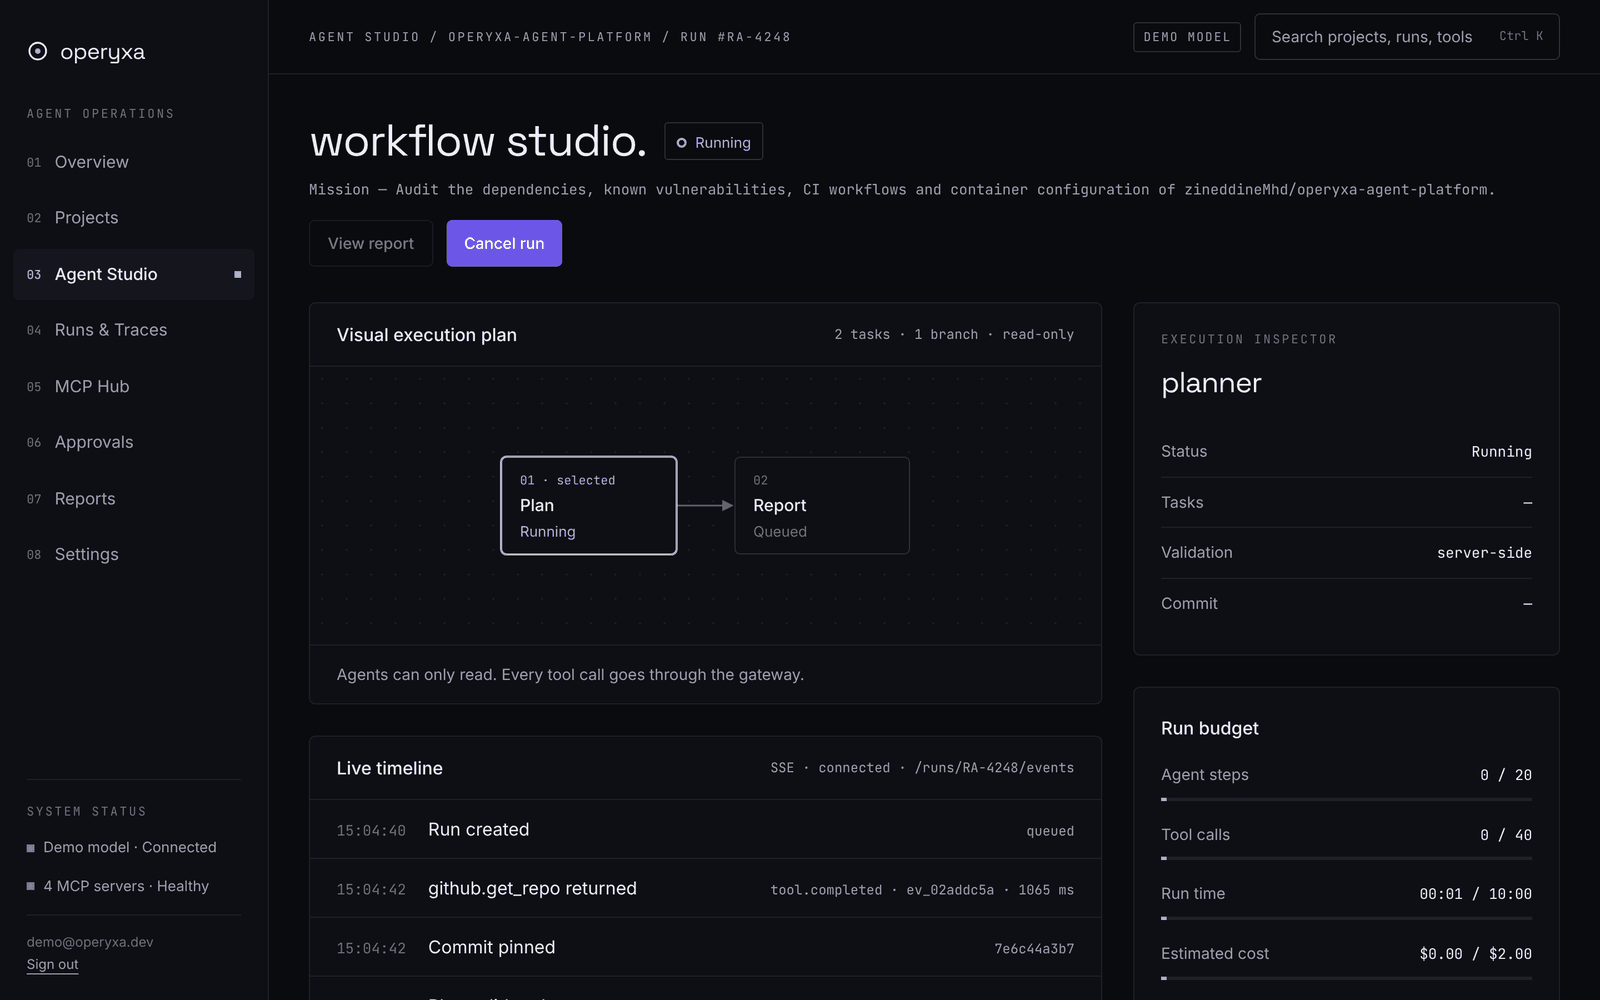 operyxa
AGENT OPERATIONS
01 Overview
02 Projects
03 Agent Studio
04 Runs & Traces
05 MCP Hub
06 Approvals
07 Reports
08 Settings
SYSTEM STATUS
Demo model · Connected
4 MCP servers · Healthy
demo@operyxa.dev
Sign out
AGENT STUDIO / OPERYXA-AGENT-PLATFORM / RUN #RA-4248
DEMO MODEL
Search projects, runs, tools Ctrl K
workflow studio. Running
Mission — Audit the dependencies, known vulnerabilities, CI workflows and container configuration of zineddineMhd/operyxa-agent-platform.
View report
Cancel run
Visual execution plan 2 tasks · 1 branch · read-only
01 · selected
Plan
Running
02
Report
Queued
Agents can only read. Every tool call goes through the gateway.
Live timeline SSE · connected · /runs/RA-4248/events
15:04:40 Run created queued
15:04:42 github.get_repo returned tool.completed · ev_02addc5a · 1065 ms
15:04:42 Commit pinned 7e6c44a3b7
EXECUTION INSPECTOR
planner
Status Running
Tasks —
Validation server-side
Commit —
Run budget
Agent steps 0 / 20
Tool calls 0 / 40
Run time 00:01 / 10:00
Estimated cost $0.00 / $2.00